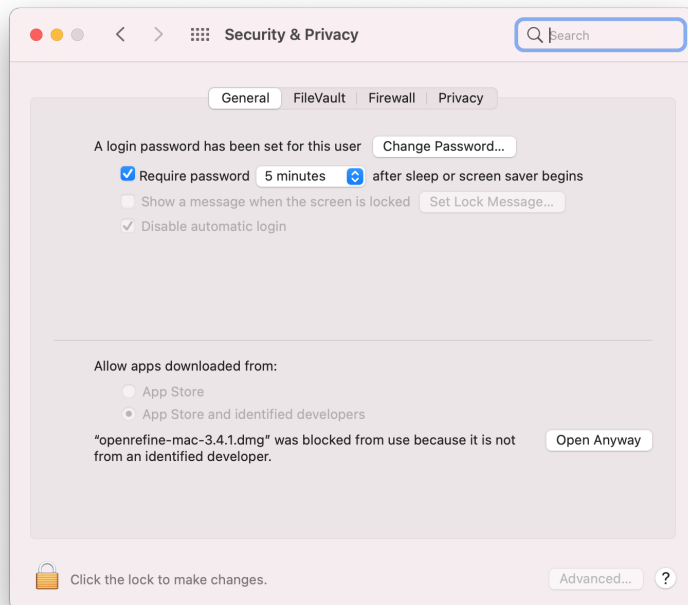 Security & Privacy
Search
General
FileVault
Firewall
Privacy
A login password has been set for this user
Change Password...
Require password
5 minutes
after sleep or screen saver begins
Show a message when the screen is locked
Set Lock Message...
Disable automatic login
Allow apps downloaded from:
App Store
App Store and identified developers
“openrefine-mac-3.4.1.dmg” was blocked from use because it is not
from an identified developer.
Open Anyway
Click the lock to make changes.
Advanced...
?